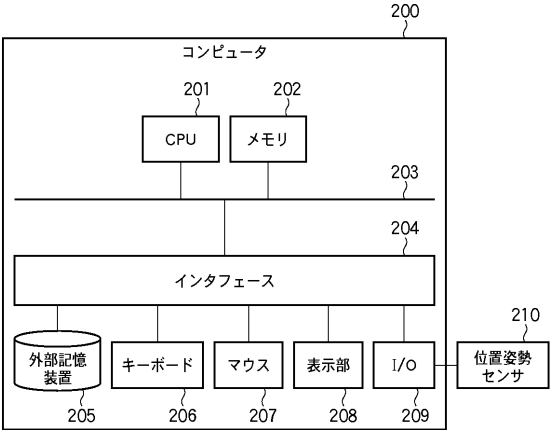 200
コンピュータ
201
202
CPU
メモリ
203
204
インタフェース
210
外部記憶
装置
キーボード
マウス
表示部
I/O
位置姿勢
センサ
205
206
207
208
209